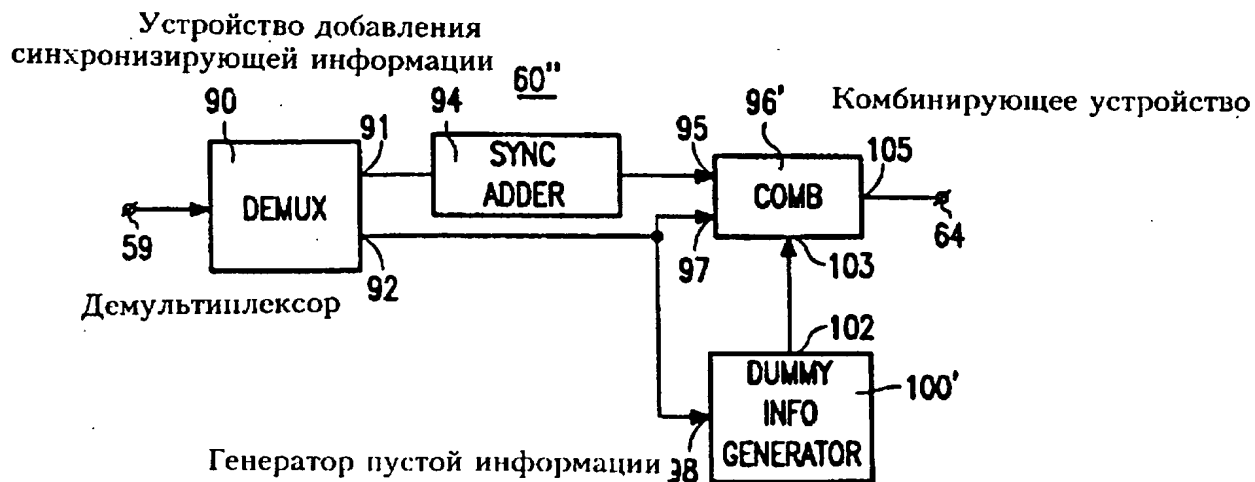 Устройство добавления
синхронизирующей информации
60''
90
91
94
SYNC
ADDER
95
96'
Комбинирующее устройство
105
DEMUX
COMB
59
92
97
103
64
Демультиплексор
102
DUMMY
INFO
GENERATOR
100'
Генератор пустой информации
98